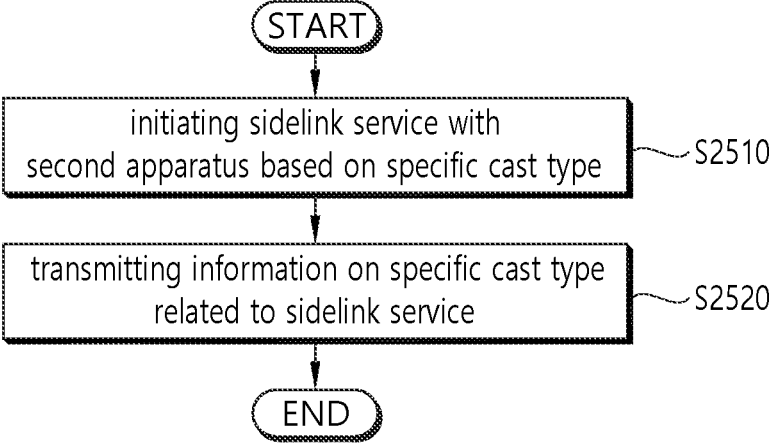 START
initiating sidelink service with
second apparatus based on specific cast type
S2510
transmitting information on specific cast type
related to sidelink service
S2520
END